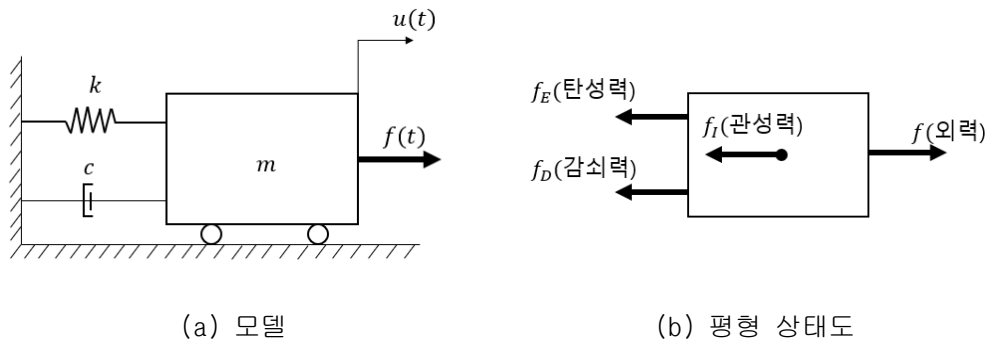 u(t)
k
f(t)
m
c
f_E(탄성력)
f_I(관성력)
f(외력)
f_D(감쇠력)
(a) 모델
(b) 평형 상태도